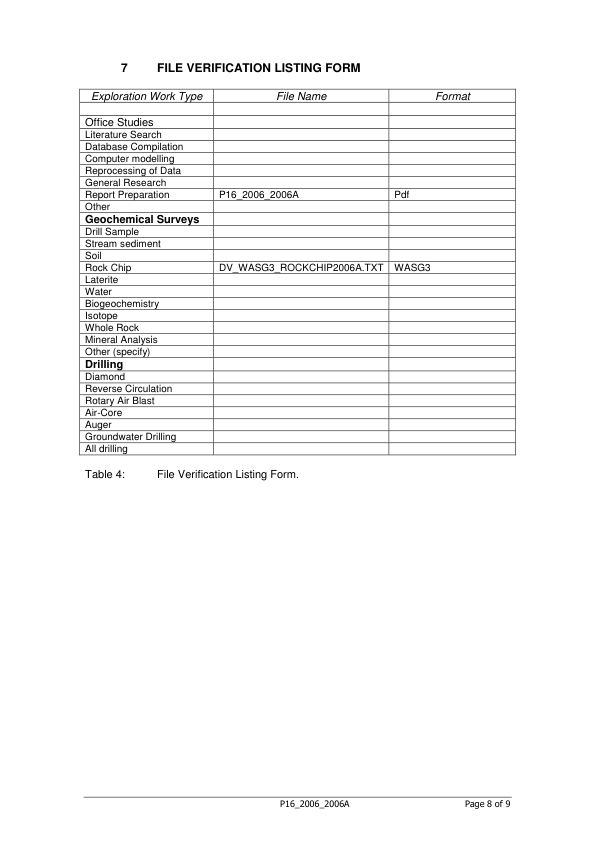 7 FILE VERIFICATION LISTING FORM
Exploration Work Type File Name Format
Office Studies
Literature Search
Database Compilation
Computer modelling
Reprocessing of Data
General Research
Report Preparation P16_2006_2006A Pdf
Other
Geochemical Surveys
Drill Sample
Stream sediment
Soil
Rock Chip DV_WASG3_ROCKCHIP2006A.TXT WASG3
Laterite
Water
Biogeochemistry
Isotope
Whole Rock
Mineral Analysis
Other (specify)
Drilling
Diamond
Reverse Circulation
Rotary Air Blast
Air-Core
Auger
Groundwater Drilling
All drilling
Table 4: File Verification Listing Form.
P16_2006_2006A Page 8 of 9